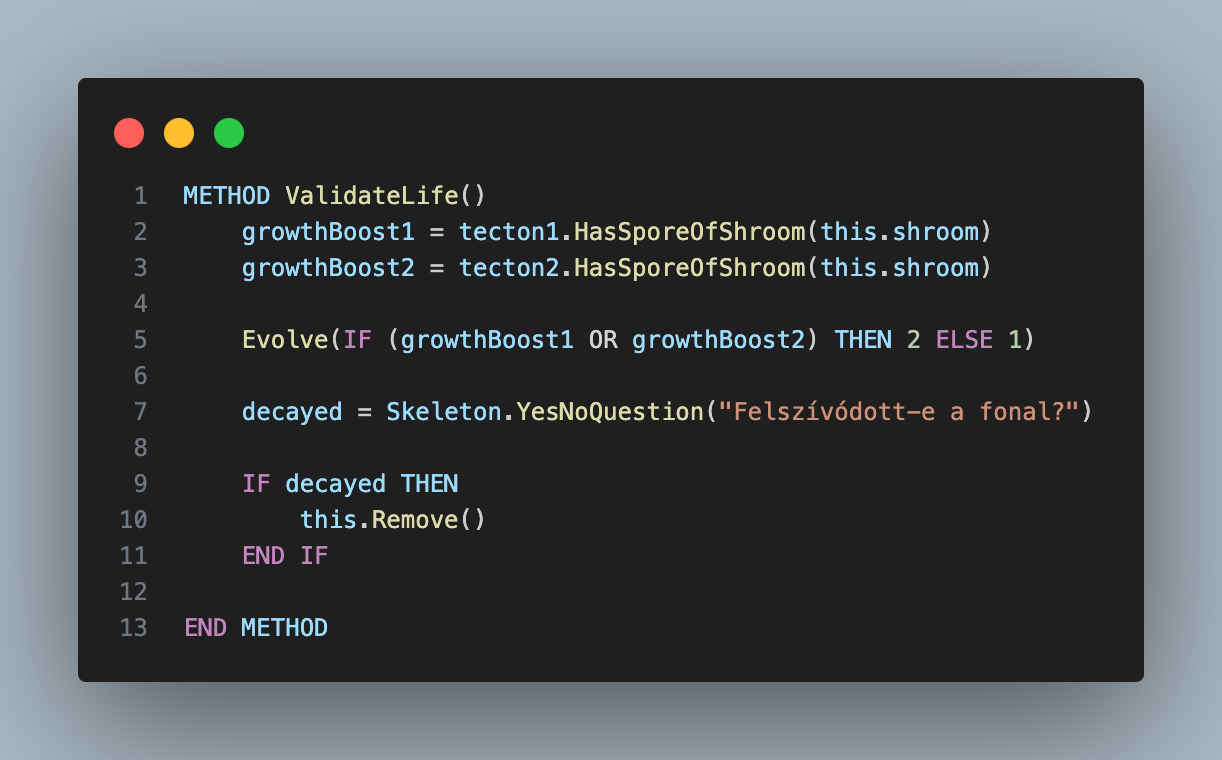 1 METHOD ValidateLife()
2     growthBoost1 = tecton1.HasSporeOfShroom(this.shroom)
3     growthBoost2 = tecton2.HasSporeOfShroom(this.shroom)
4
5     Evolve(IF (growthBoost1 OR growthBoost2) THEN 2 ELSE 1)
6
7     decayed = Skeleton.YesNoQuestion("Felszívódott-e a fonal?")
8
9     IF decayed THEN
10         this.Remove()
11     END IF
12
13 END METHOD